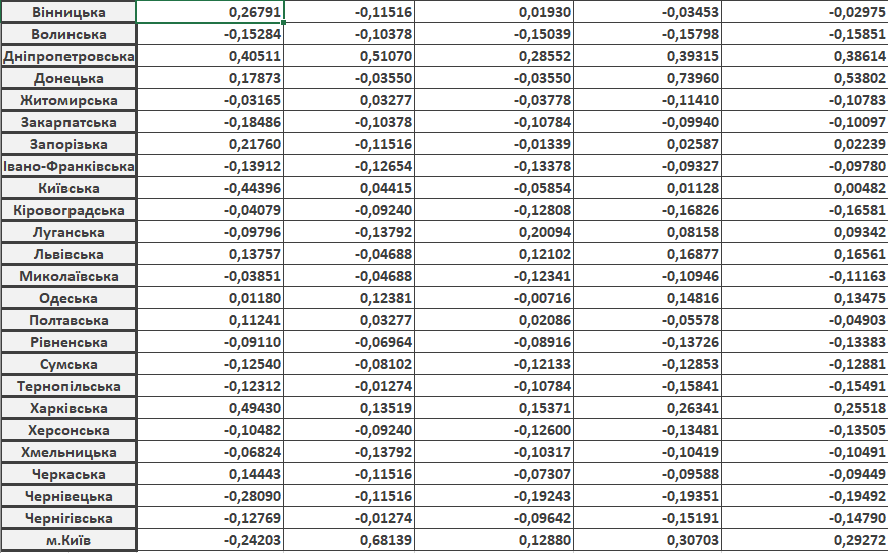 Вінницька 0,26791 -0,11516 0,01930 -0,03453 -0,02975
Волинська -0,15284 -0,10378 -0,15039 -0,15798 -0,15851
Дніпропетровська 0,40511 0,51070 0,28552 0,39315 0,38614
Донецька 0,17873 -0,03550 -0,03550 0,73960 0,53802
Житомирська -0,03165 0,03277 -0,03778 -0,11410 -0,10783
Закарпатська -0,18486 -0,10378 -0,10784 -0,09940 -0,10097
Запорізька 0,21760 -0,11516 -0,01339 0,02587 0,02239
Івано-Франківська -0,13912 -0,12654 -0,13378 -0,09327 -0,09780
Київська -0,44396 0,04415 -0,05854 0,01128 0,00482
Кіровоградська -0,04079 -0,09240 -0,12808 -0,16826 -0,16581
Луганська -0,09796 -0,13792 0,20094 0,08158 0,09342
Львівська 0,13757 -0,04688 0,12102 0,16877 0,16561
Миколаївська -0,03851 -0,04688 -0,12341 -0,10946 -0,11163
Одеська 0,01180 0,12381 -0,00716 0,14816 0,13475
Полтавська 0,11241 0,03277 0,02086 -0,05578 -0,04903
Рівненська -0,09110 -0,06964 -0,08916 -0,13726 -0,13383
Сумська -0,12540 -0,08102 -0,12133 -0,12853 -0,12881
Тернопільська -0,12312 -0,01274 -0,10784 -0,15841 -0,15491
Харківська 0,49430 0,13519 0,15371 0,26341 0,25518
Херсонська -0,10482 -0,09240 -0,12600 -0,13481 -0,13505
Хмельницька -0,06824 -0,13792 -0,10317 -0,10419 -0,10491
Черкаська 0,14443 -0,11516 -0,07307 -0,09588 -0,09449
Чернівецька -0,28090 -0,11516 -0,19243 -0,19351 -0,19492
Чернігівська -0,12769 -0,01274 -0,09642 -0,15191 -0,14790
м.Київ -0,24203 0,68139 0,12880 0,30703 0,29272